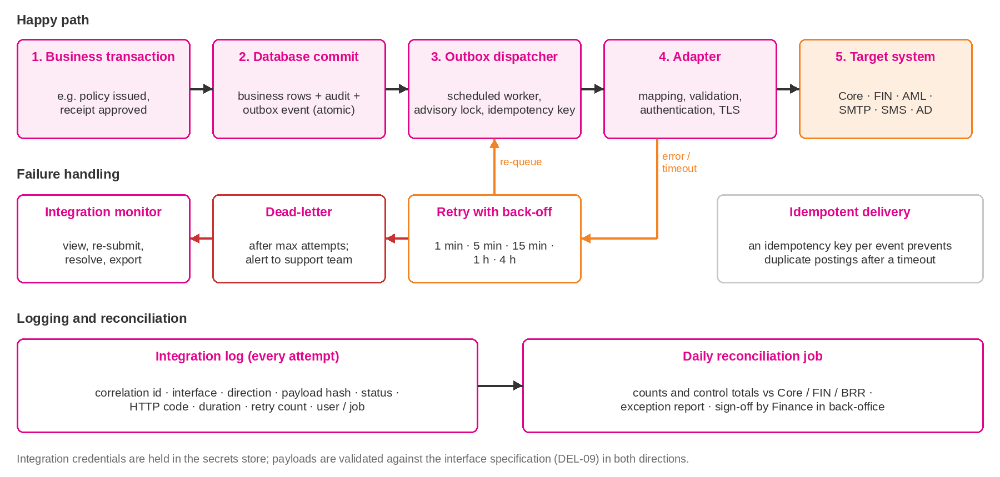 Happy path
1. Business transaction
e.g. policy issued,
receipt approved
2. Database commit
business rows + audit +
outbox event (atomic)
3. Outbox dispatcher
scheduled worker,
advisory lock, idempotency key
4. Adapter
mapping, validation,
authentication, TLS
5. Target system
Core · FIN · AML ·
SMTP · SMS · AD
re-queue
error /
timeout
Failure handling
Integration monitor
view, re-submit,
resolve, export
Dead-letter
after max attempts;
alert to support team
Retry with back-off
1 min · 5 min · 15 min ·
1 h · 4 h
Idempotent delivery
an idempotency key per event prevents
duplicate postings after a timeout
Logging and reconciliation
Integration log (every attempt)
correlation id · interface · direction · payload hash · status ·
HTTP code · duration · retry count · user / job
Daily reconciliation job
counts and control totals vs Core / FIN / BRR ·
exception report · sign-off by Finance in back-office
Integration credentials are held in the secrets store; payloads are validated against the interface specification (DEL-09) in both directions.